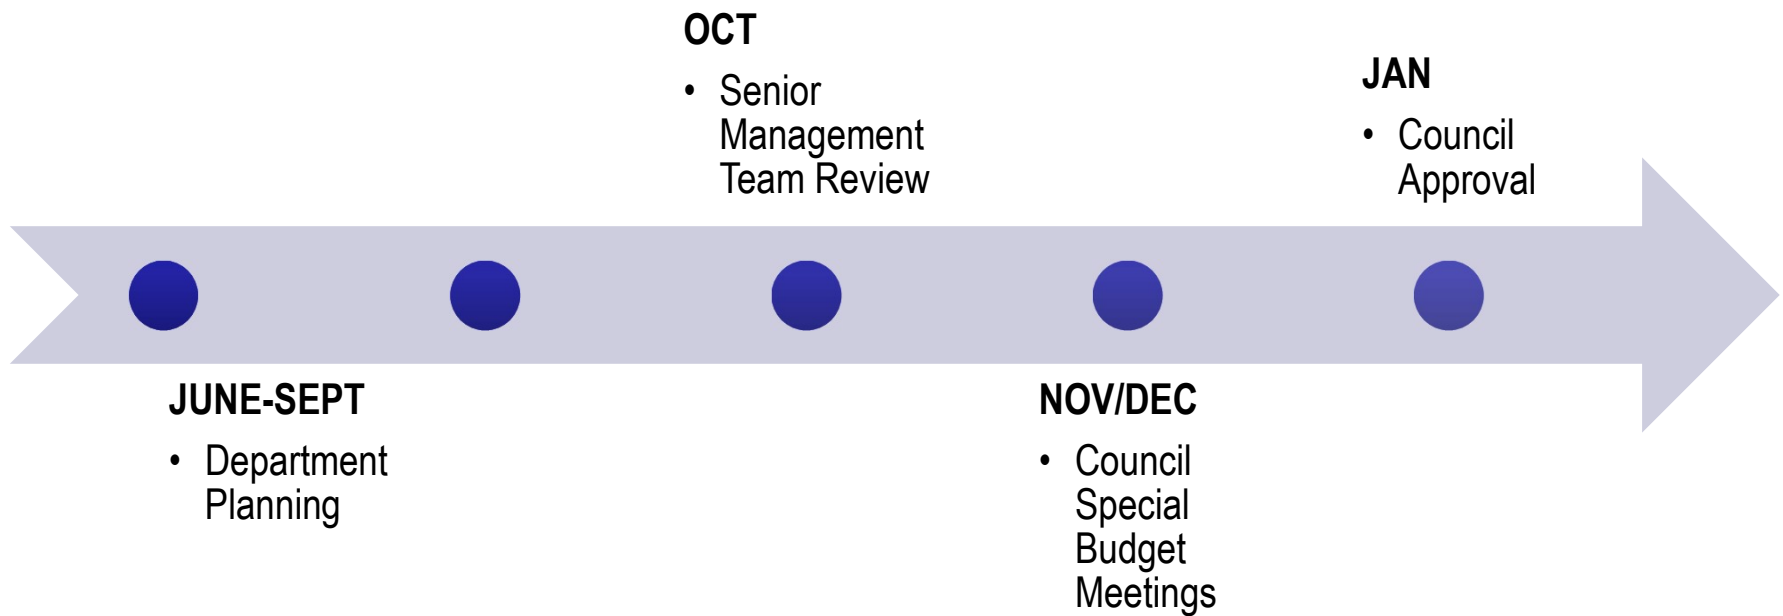 OCT
• Senior
Management
Team Review
JAN
• Council
Approval
JUNE-SEPT
• Department
Planning
NOV/DEC
• Council
Special
Budget
Meetings